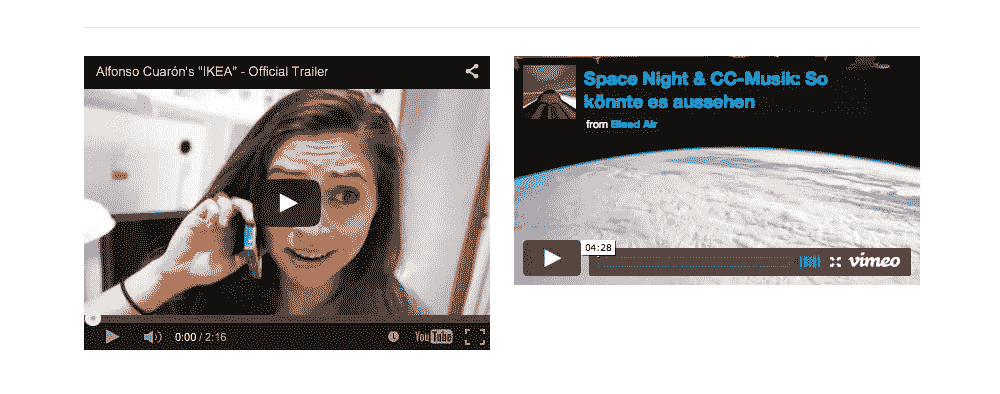 Alfonso Cuarón's "IKEA" - Official Trailer
0:00 / 2:16
YouTube
Space Night & CC-Musik: So
könnte es aussehen
from Bleed Air
04:28
vimeo